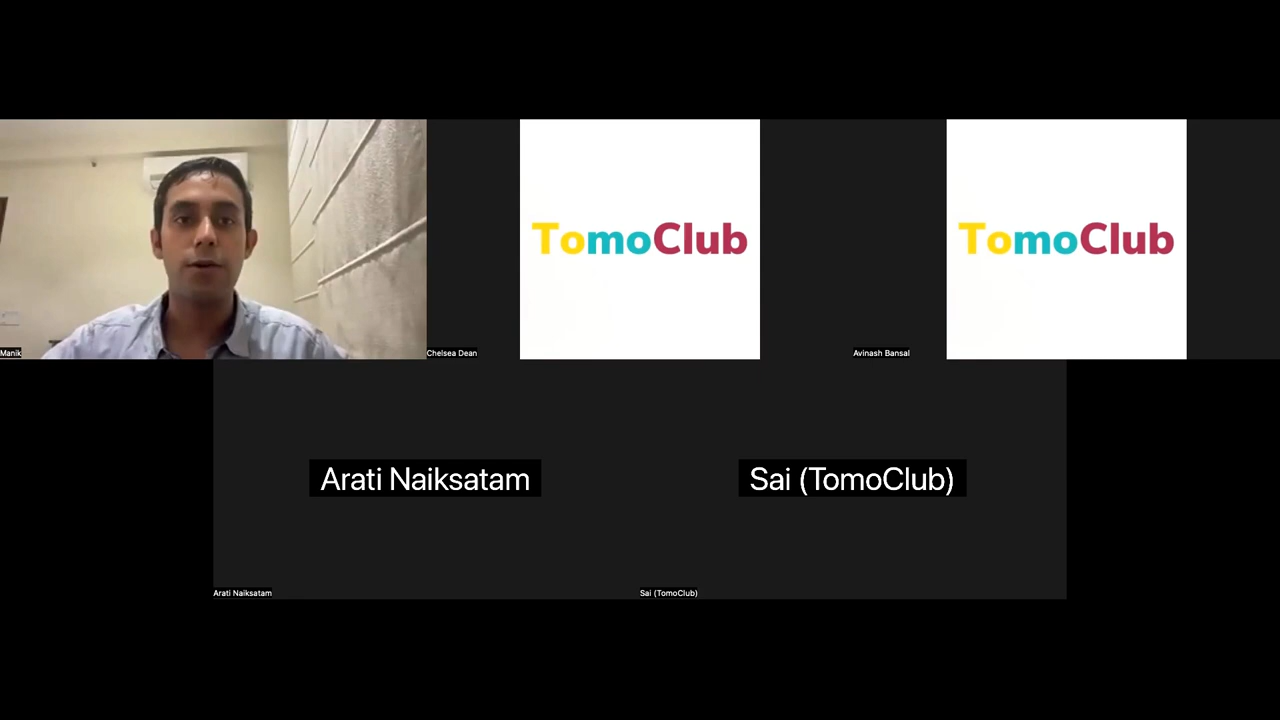 Manik
Chelsea Dean
TomoClub
Avinash Bansal
TomoClub
Arati Naiksatam
Sai (TomoClub)
Arati Naiksatam
Sai (TomoClub)